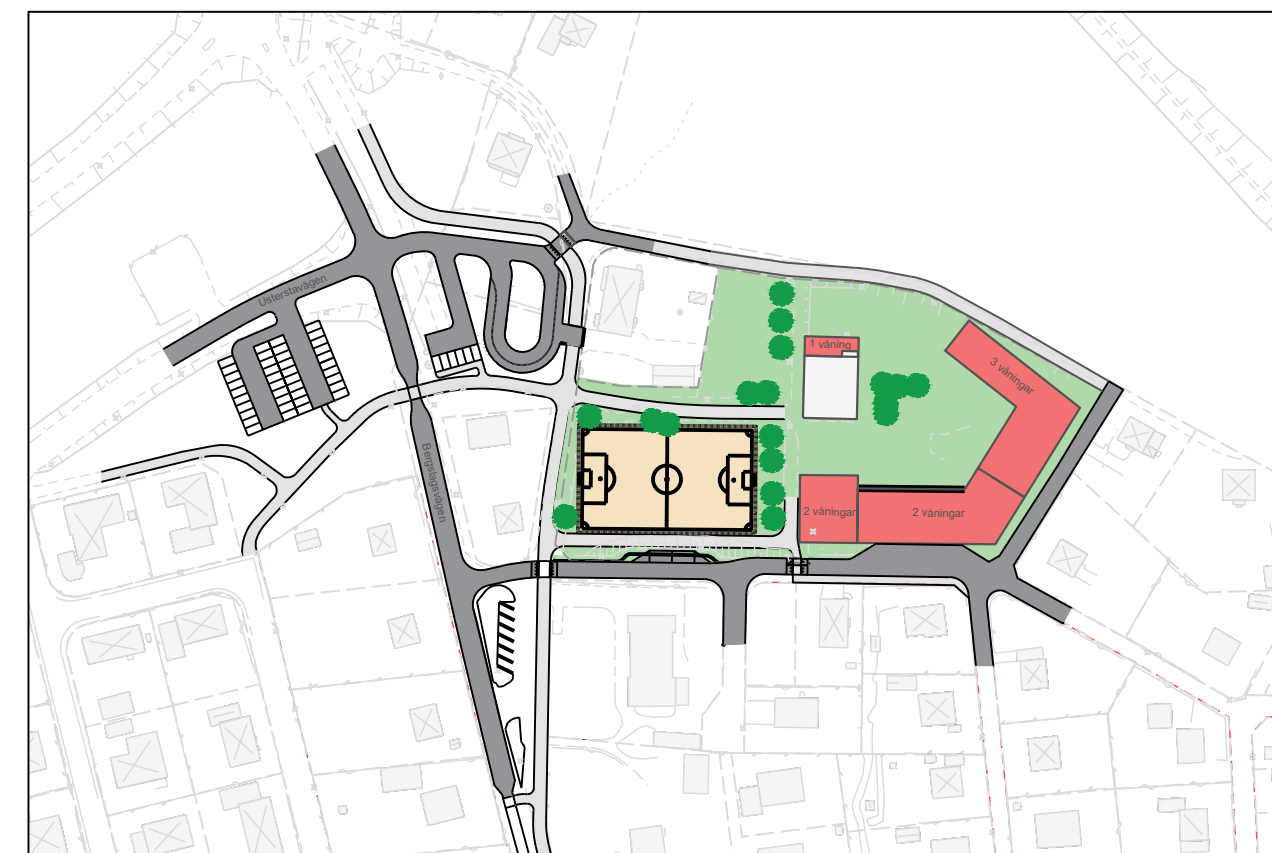 Usterstavägen
1 våning
3 våningar
Bergslagsvägen
2 våningar
2 våningar